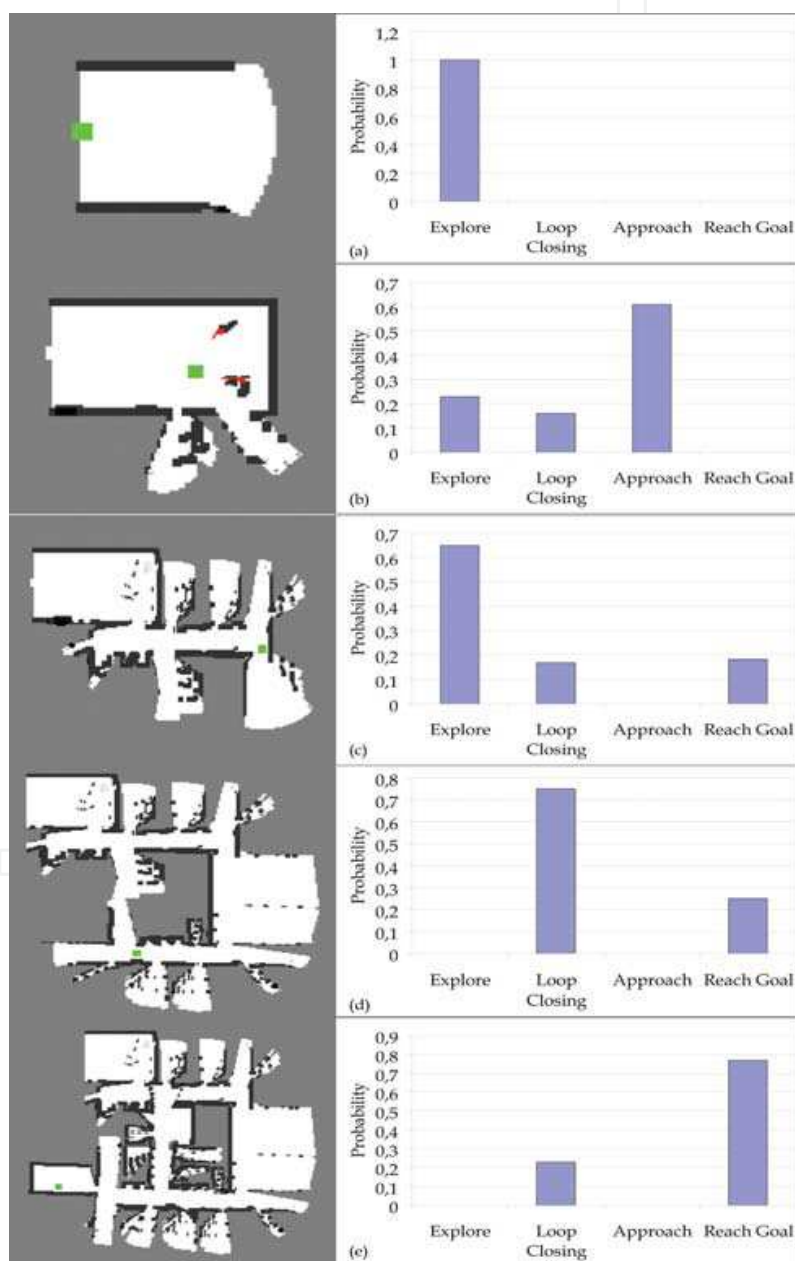 1,2
1
0,8
0,6
0,4
0,2
0
Probability
Explore Loop Closing Approach Reach Goal
(a)
0,7
0,6
0,5
0,4
0,3
0,2
0,1
0
Probability
Explore Loop Closing Approach Reach Goal
(b)
0,7
0,6
0,5
0,4
0,3
0,2
0,1
0
Probability
Explore Loop Closing Approach Reach Goal
(c)
0,8
0,7
0,6
0,5
0,4
0,3
0,2
0,1
0
Probability
Explore Loop Closing Approach Reach Goal
(d)
0,9
0,8
0,7
0,6
0,5
0,4
0,3
0,2
0,1
0
Probability
Explore Loop Closing Approach Reach Goal
(e)